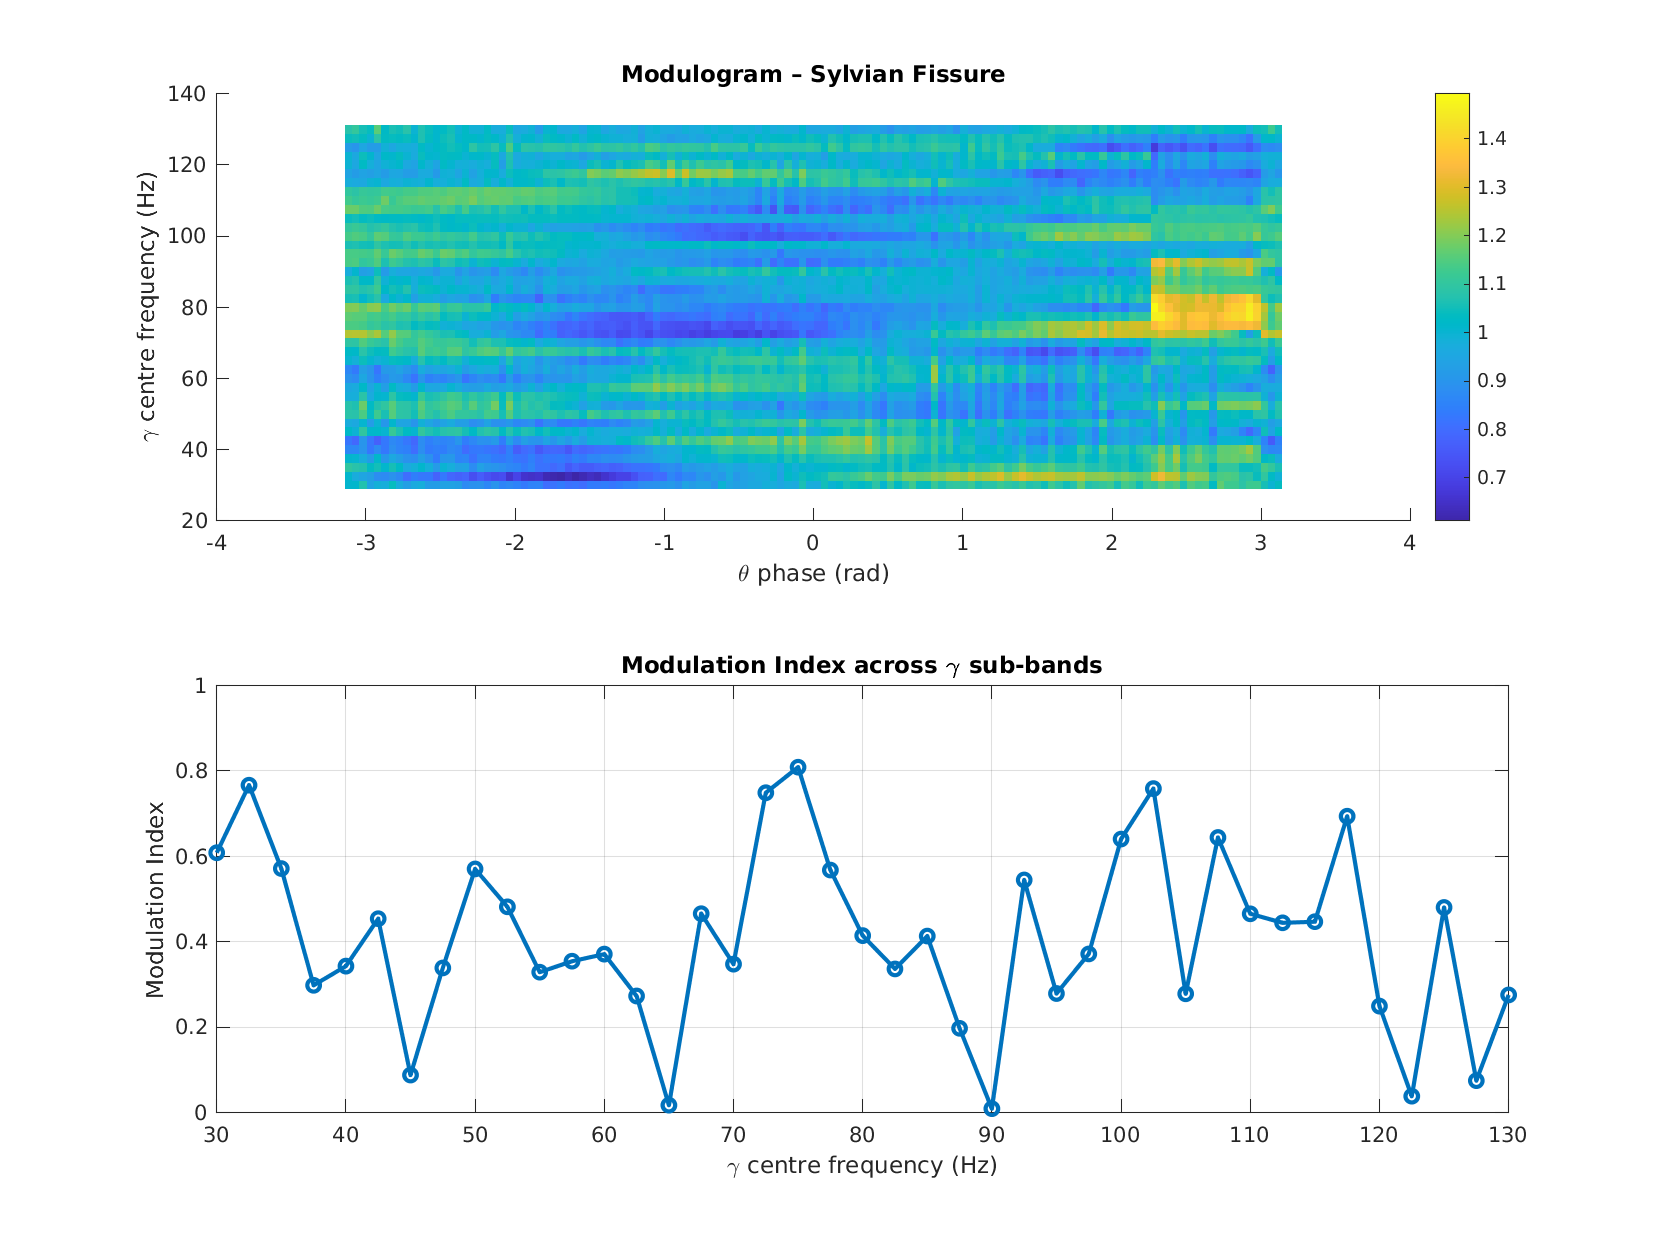 Modulogram – Sylvian Fissure
140
120
100
80
60
40
20
γ centre frequency (Hz)
-4 -3 -2 -1 0 1 2 3 4
θ phase (rad)
1.4
1.3
1.2
1.1
1
0.9
0.8
0.7
Modulation Index across γ sub-bands
1
0.8
0.6
0.4
0.2
0
Modulation Index
30 40 50 60 70 80 90 100 110 120 130
γ centre frequency (Hz)